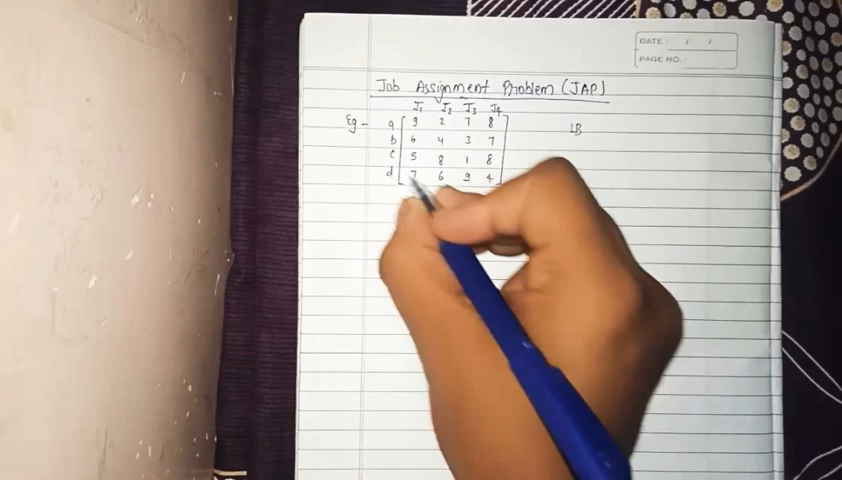 DATE: / /
PAGE NO.:
Job Assignment Problem (JAP)
J1 J2 J3 J4
Eg - a 9 2 7 8
b 6 4 3 7
c 5 8 1 8
d 7 6 9 4
LB